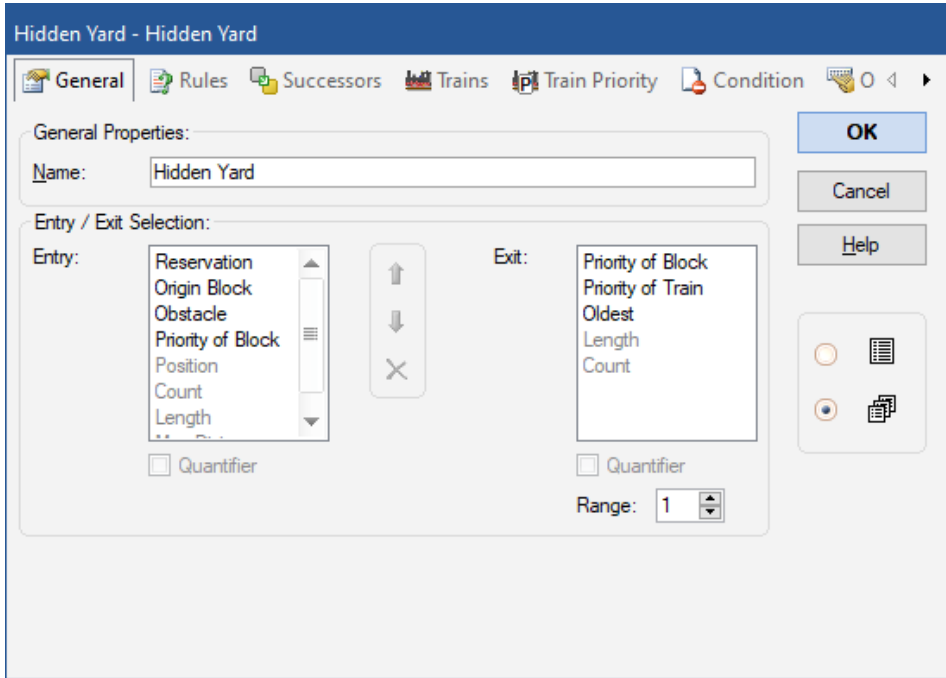 Hidden Yard - Hidden Yard
General Rules Successors Trains Train Priority Condition O
General Properties:
Name: Hidden Yard
OK
Cancel
Help
Entry / Exit Selection:
Entry:
Reservation
Origin Block
Obstacle
Priority of Block
Position
Count
Length
Quantifier
Exit:
Priority of Block
Priority of Train
Oldest
Length
Count
Quantifier
Range: 1